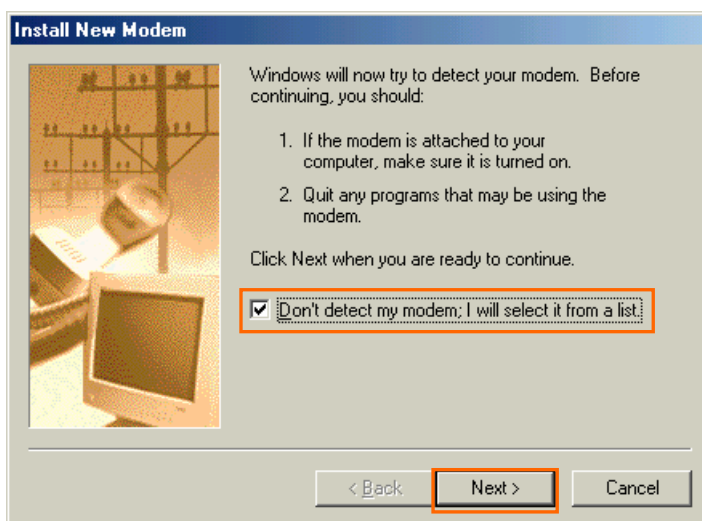 Install New Modem
Windows will now try to detect your modem. Before
continuing, you should:
1. If the modem is attached to your
computer, make sure it is turned on.
2. Quit any programs that may be using the
modem.
Click Next when you are ready to continue.
Don't detect my modem; I will select it from a list.
< Back
Next >
Cancel